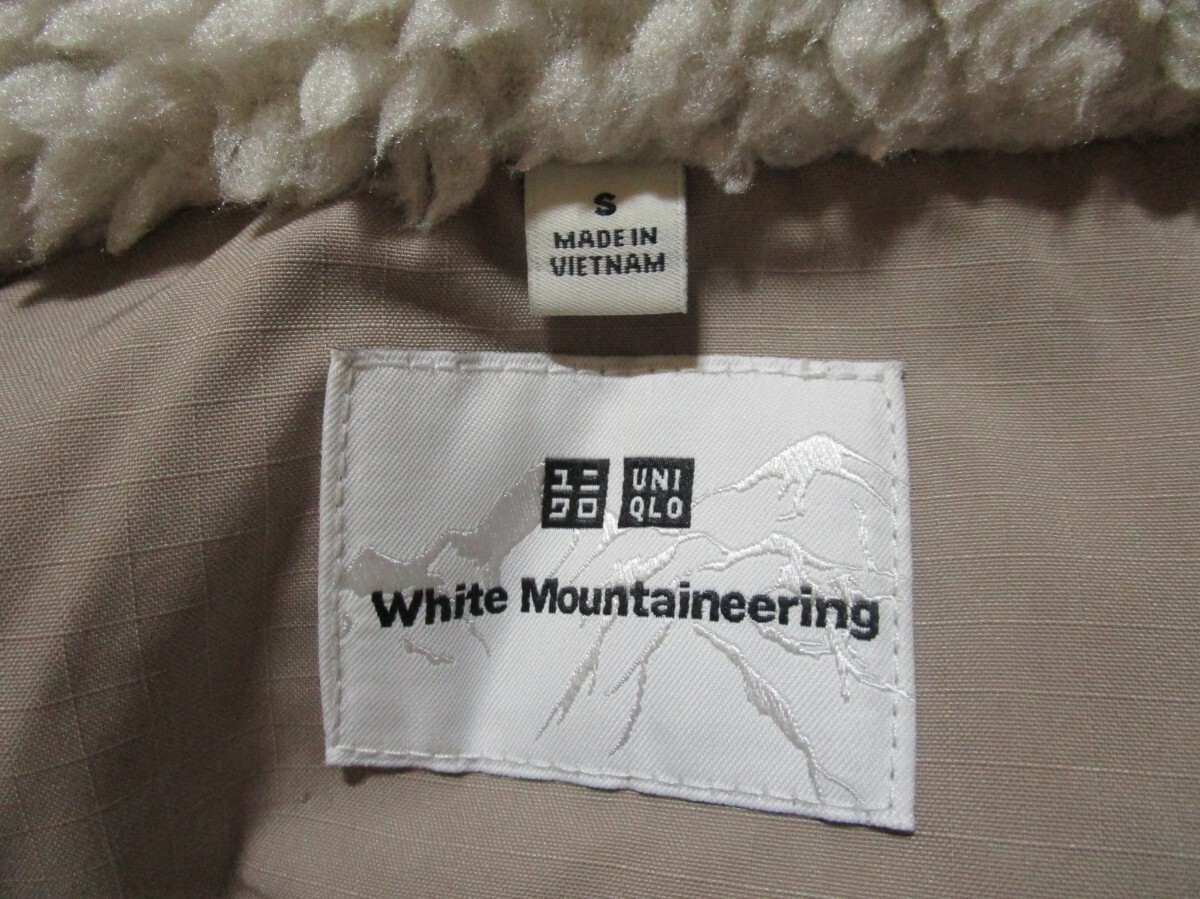 S
MADE IN
VIETNAM
ユニ UNI
クロ QLO
White Mountaineering